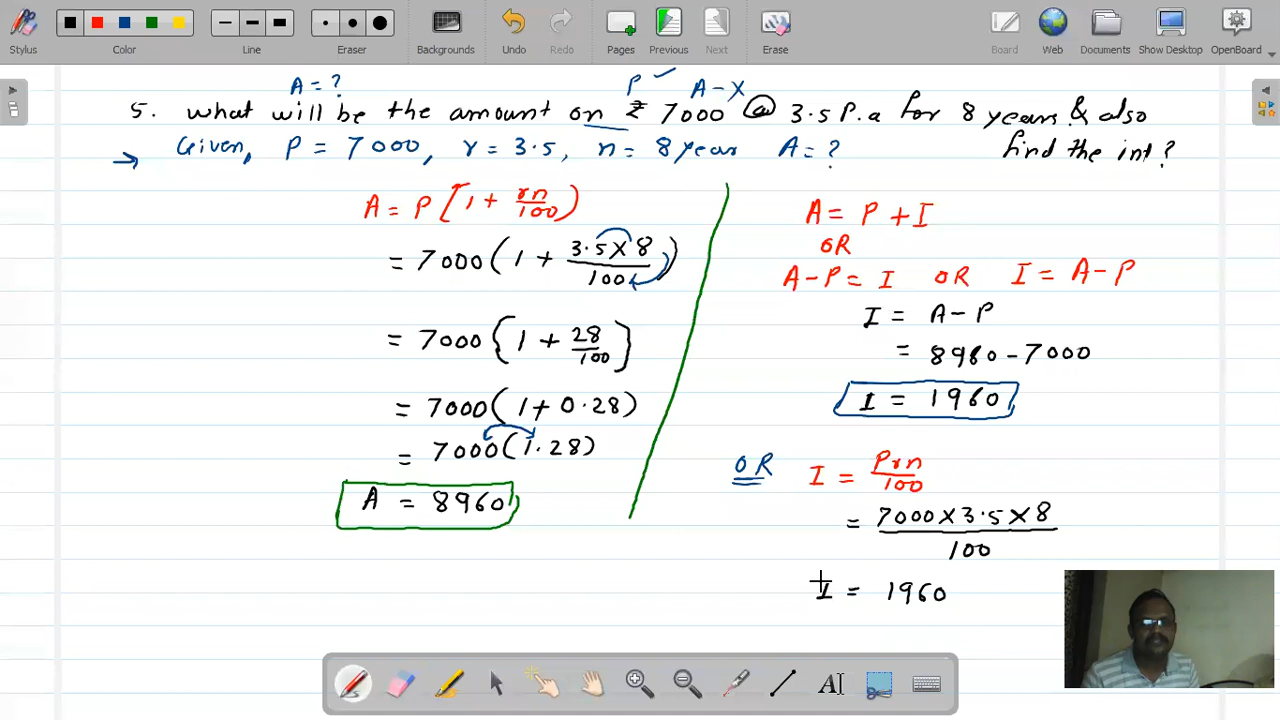 Stylus Color Line Eraser Backgrounds Undo Redo Pages Previous Next Erase Board Web Documents Show Desktop OpenBoard
A = ? P ✓ A - X
5. what will be the amount on ₹ 7000 @ 3.5 P.a for 8 years & also
find the int ?
→ Given, P = 7000, r = 3.5, n = 8 year A = ?
A = P [1 + rn/100)
= 7000 (1 + 3.5 X 8/100)
= 7000 {1 + 28/100}
= 7000 (1 + 0.28)
= 7000 (1.28)
A = 8960
A = P + I
OR
A - P = I OR I = A - P
I = A - P
= 8960 - 7000
I = 1960
OR I = Prn/100
= 7000 X 3.5 X 8/100
I = 1960